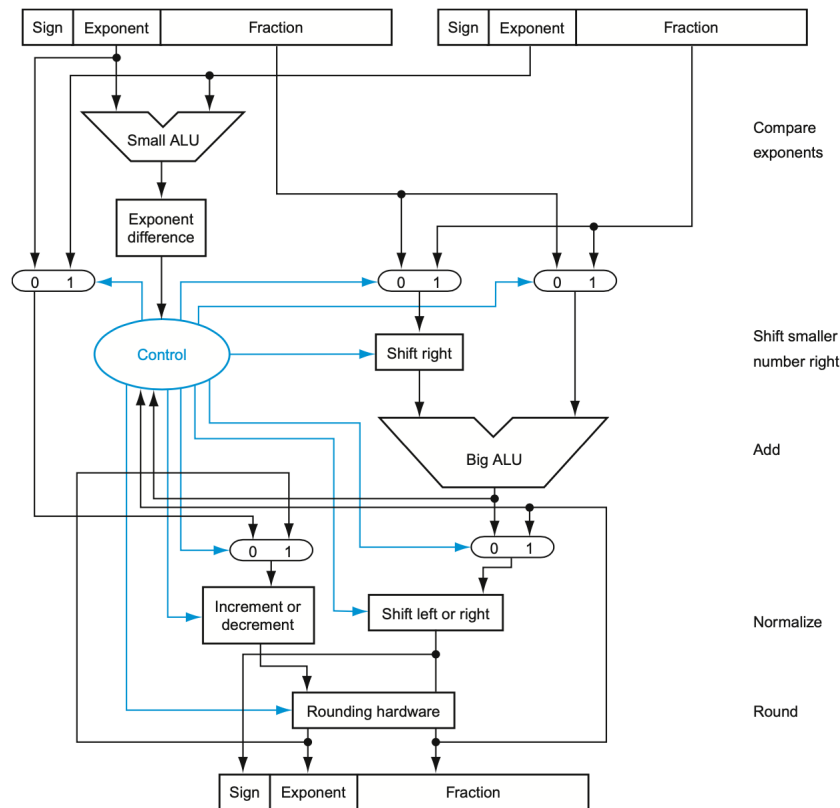 Sign Exponent Fraction Sign Exponent Fraction
Small ALU
Compare
exponents
Exponent
difference
0 1 0 1 0 1
Control
Shift right
Shift smaller
number right
Big ALU
Add
0 1 0 1
Increment or
decrement
Shift left or right
Normalize
Rounding hardware
Round
Sign Exponent Fraction